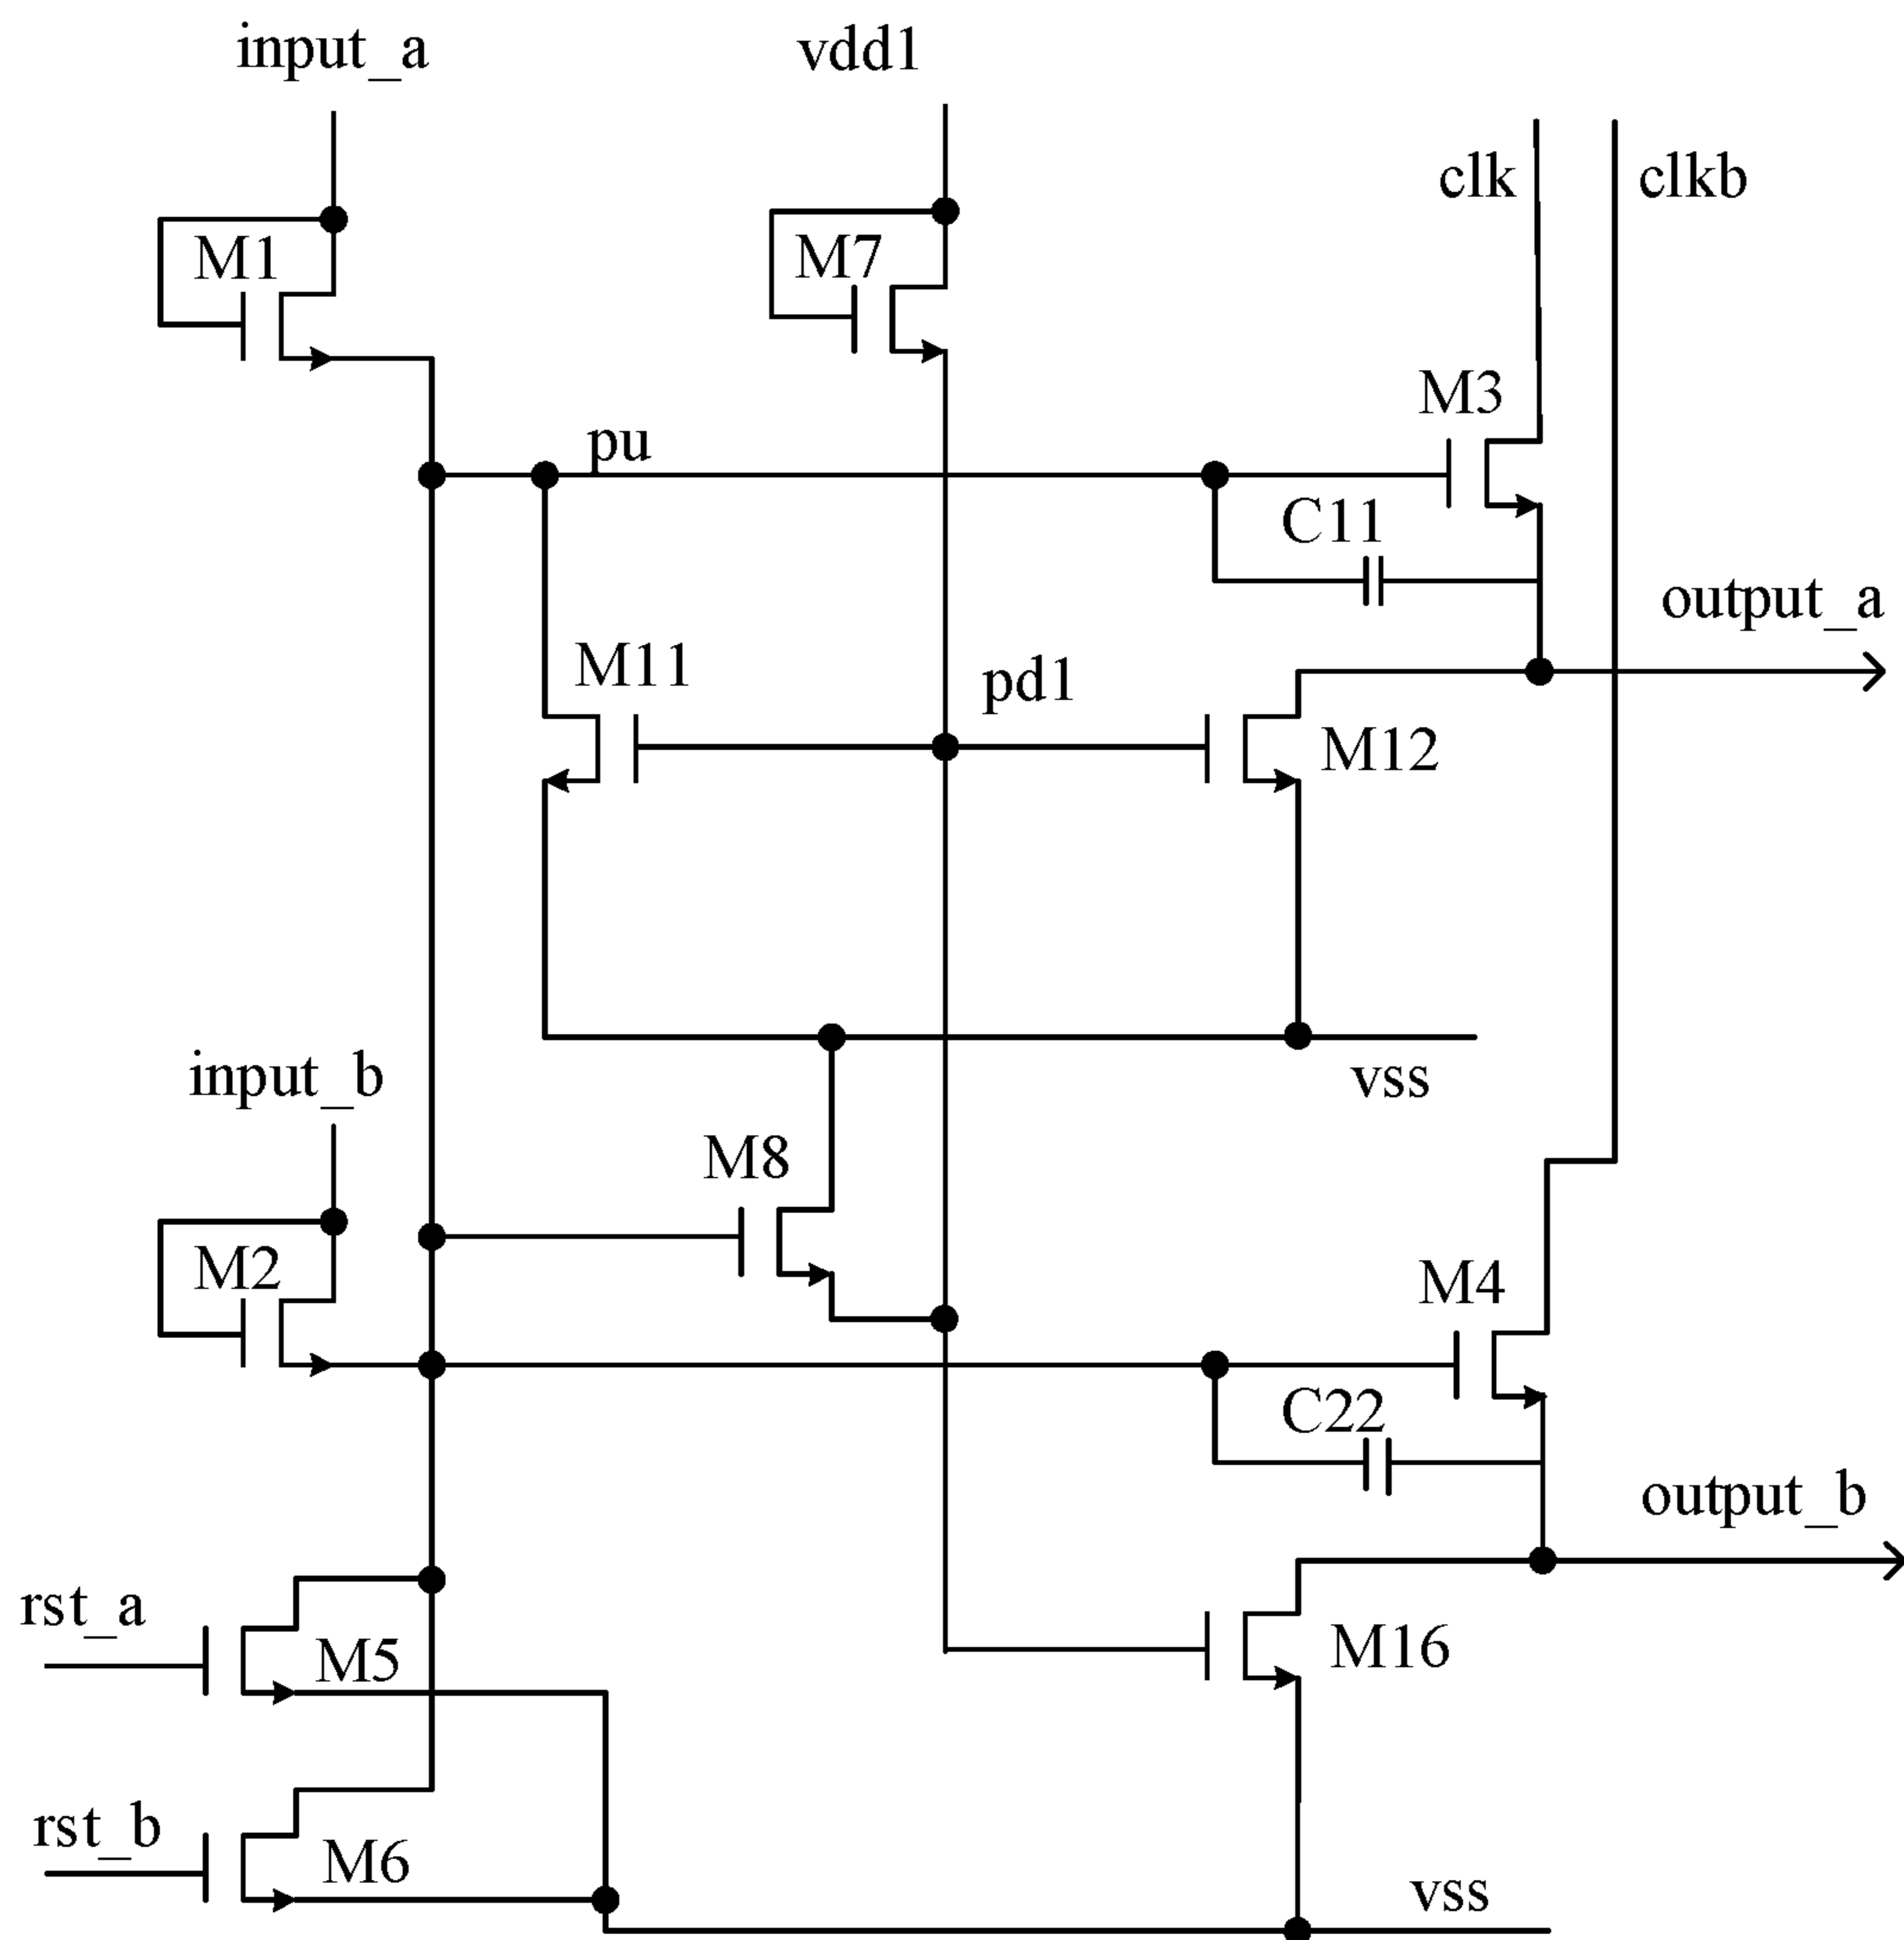 input_a
vdd1
clk
clkb
M1
M7
M3
pu
C11
output_a
M11
pd1
M12
vss
input_b
M8
M2
M4
C22
output_b
rst_a
M5
M16
rst_b
M6
vss